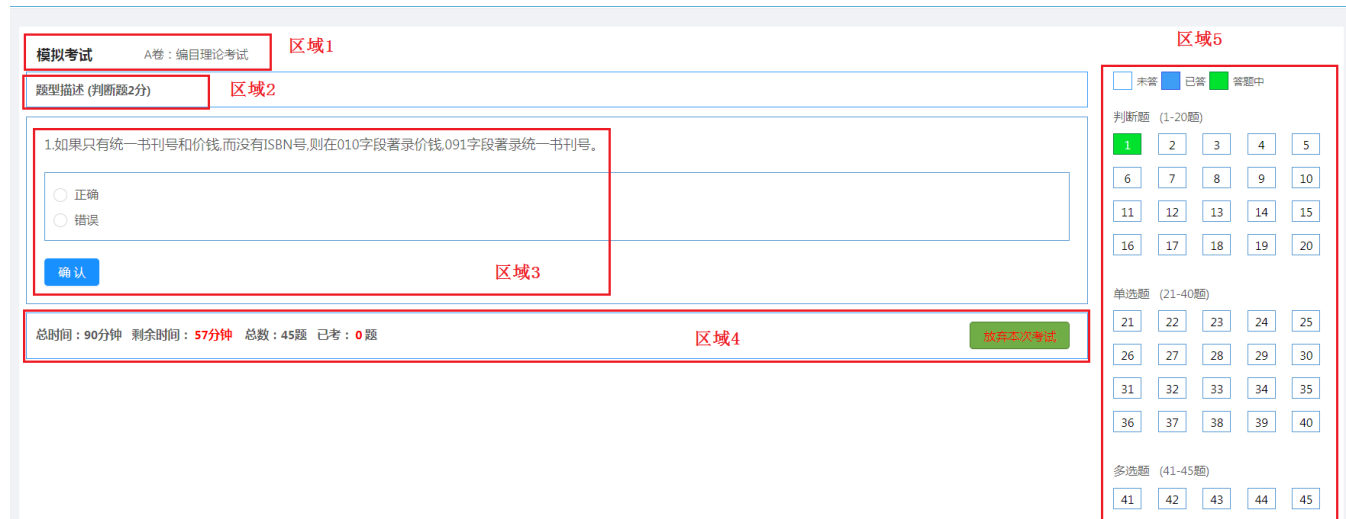 模拟考试 A卷：编目理论考试 区域1
题型描述 (判断题2分) 区域2
1.如果只有统一书刊号和价钱,而没有ISBN号,则在010字段著录价钱,091字段著录统一书刊号。
正确
错误
确 认 区域3
总时间：90分钟 剩余时间：57分钟 总数：45题 已考：0题 区域4 放弃本次考试
区域5
未答 已答 答题中
判断题 (1-20题)
1 2 3 4 5
6 7 8 9 10
11 12 13 14 15
16 17 18 19 20
单选题 (21-40题)
21 22 23 24 25
26 27 28 29 30
31 32 33 34 35
36 37 38 39 40
多选题 (41-45题)
41 42 43 44 45